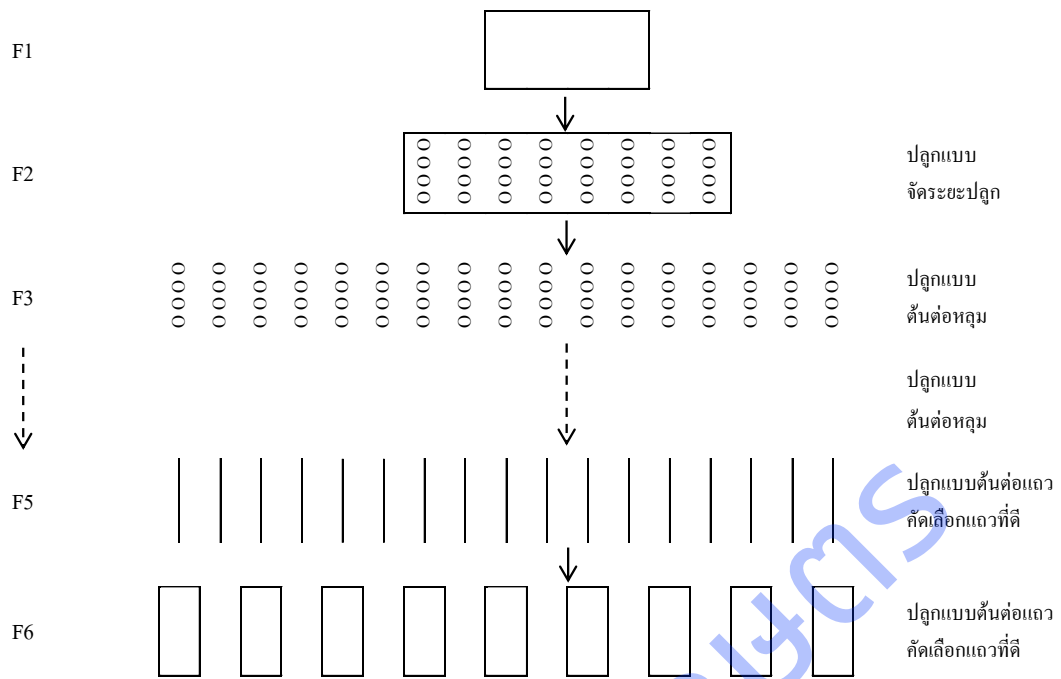 F1
F2
ปลูกแบบ
จัดระยะปลูก
F3
ปลูกแบบ
ต้นต่อหลุม
ปลูกแบบ
ต้นต่อหลุม
F5
ปลูกแบบต้นต่อแถว
คัดเลือกแถวที่ดี
F6
ปลูกแบบต้นต่อแถว
คัดเลือกแถวที่ดี